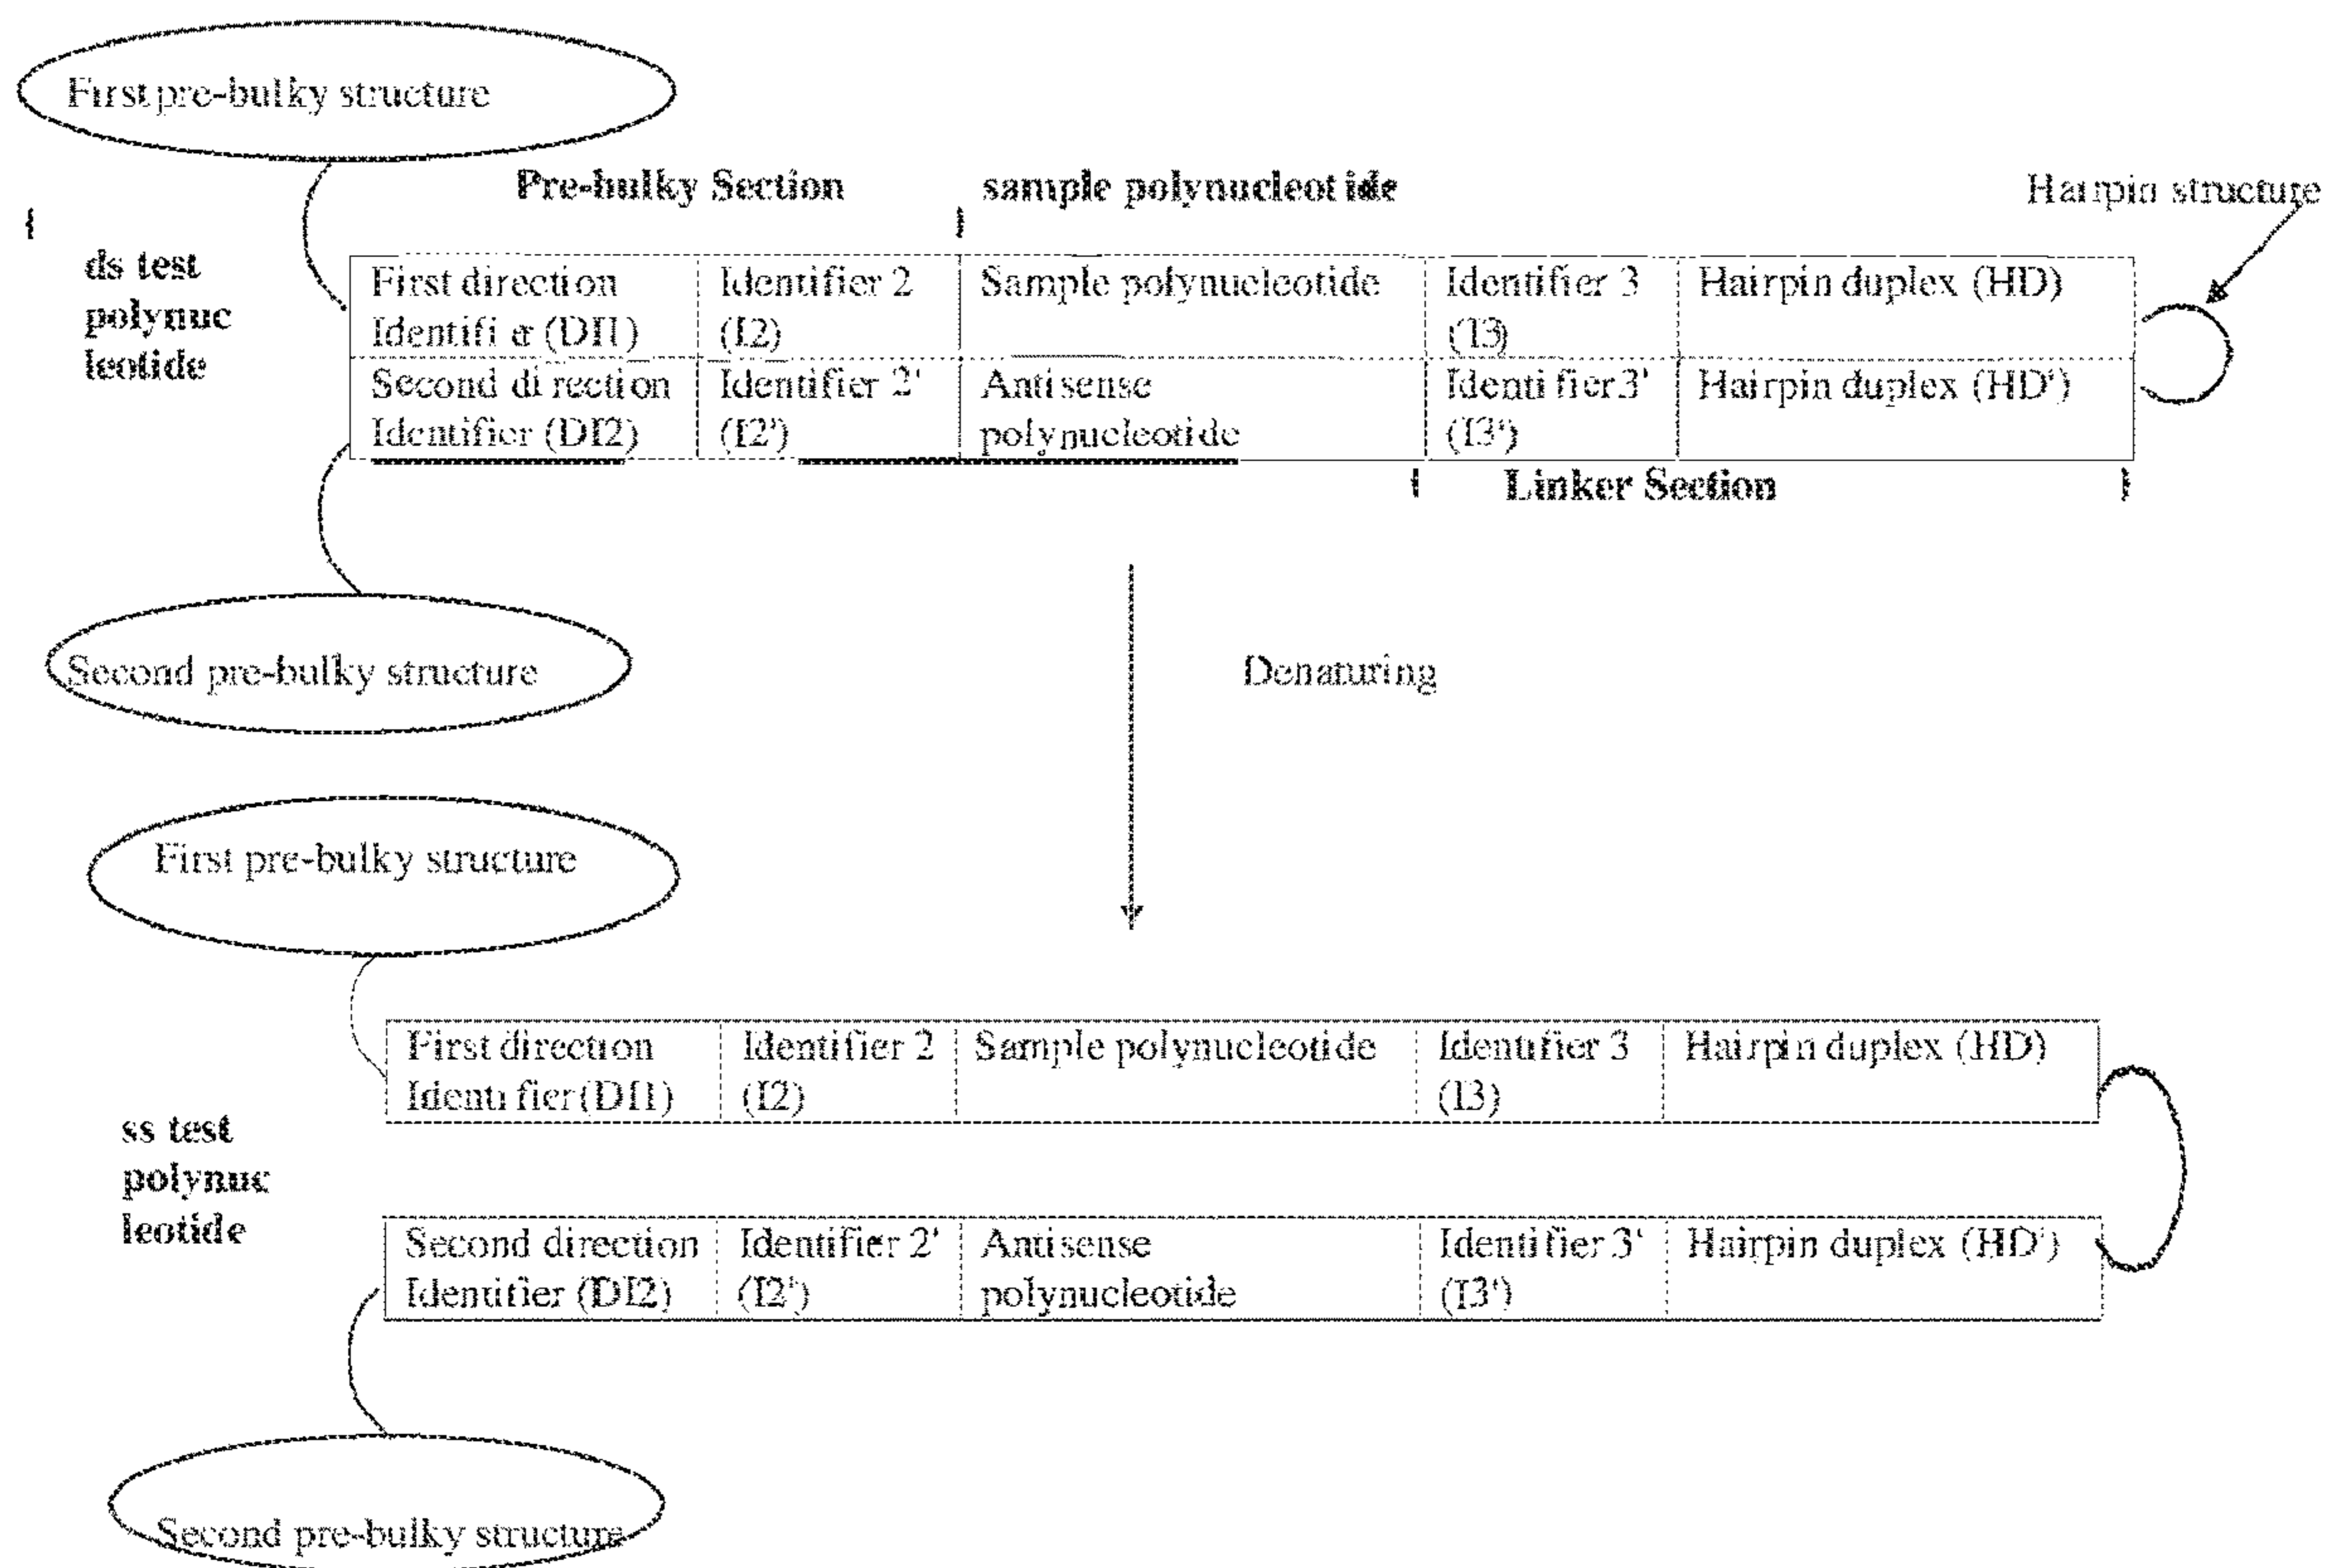 First pre-bulky structure
Pre-bulky Section
sample polynucleotide
Hairpin structure
{
}
ds test
polynuc
leotide
First direction
Identifier (DI1)
Identifier 2
(I2)
Sample polynucleotide
Identifier 3
(I3)
Hairpin duplex (HD)
Second direction
Identifier (DI2)
Identifier 2'
(I2')
Antisense
polynucleotide
Identifier 3'
(I3')
Hairpin duplex (HD')
{
Linker Section
}
Second pre-bulky structure
Denaturing
First pre-bulky structure
ss test
polynuc
leotide
First direction
Identifier (DI1)
Identifier 2
(I2)
Sample polynucleotide
Identifier 3
(I3)
Hairpin duplex (HD)
Second direction
Identifier (DI2)
Identifier 2'
(I2')
Antisense
polynucleotide
Identifier 3'
(I3')
Hairpin duplex (HD')
Second pre-bulky structure